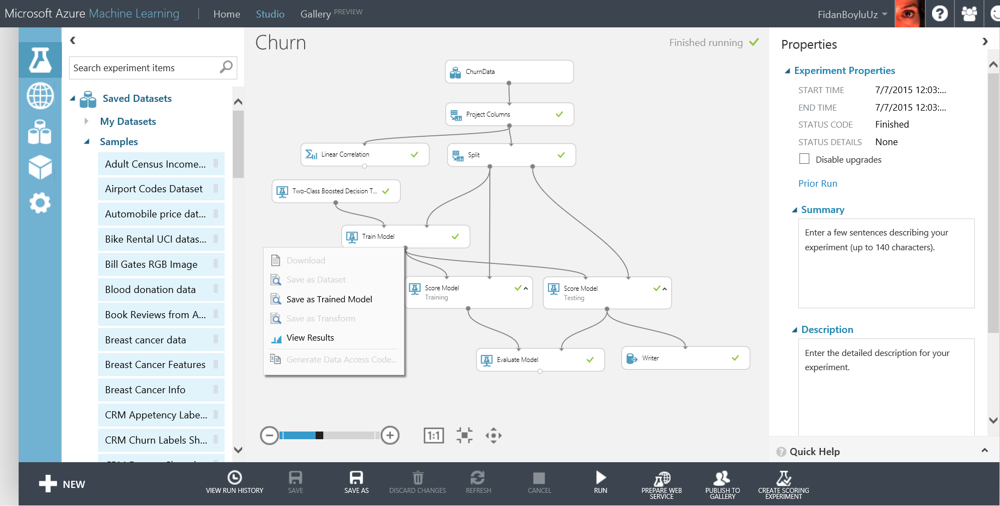 Microsoft Azure Machine Learning
Home
Studio
Gallery PREVIEW
FidanBoyluUz
Search experiment items
Saved Datasets
My Datasets
Samples
Adult Census Income...
Airport Codes Dataset
Automobile price dat...
Bike Rental UCI datas...
Bill Gates RGB Image
Blood donation data
Book Reviews from A...
Breast cancer data
Breast Cancer Features
Breast Cancer Info
CRM Appetency Labe...
CRM Churn Labels Sh...
Churn
Finished running
ChurnData
Project Columns
Linear Correlation
Split
Two-Class Boosted Decision T...
Train Model
Download
Save as Dataset
Save as Trained Model
Save as Transform
View Results
Generate Data Access Code...
Score Model
Training
Score Model
Testing
Evaluate Model
Writer
1:1
Properties
Experiment Properties
START TIME 7/7/2015 12:03:...
END TIME 7/7/2015 12:03:...
STATUS CODE Finished
STATUS DETAILS None
Disable upgrades
Prior Run
Summary
Enter a few sentences describing your
experiment (up to 140 characters).
Description
Enter the detailed description for your
experiment.
Quick Help
NEW
VIEW RUN HISTORY
SAVE
SAVE AS
DISCARD CHANGES
REFRESH
CANCEL
RUN
PREPARE WEB
SERVICE
PUBLISH TO
GALLERY
CREATE SCORING
EXPERIMENT